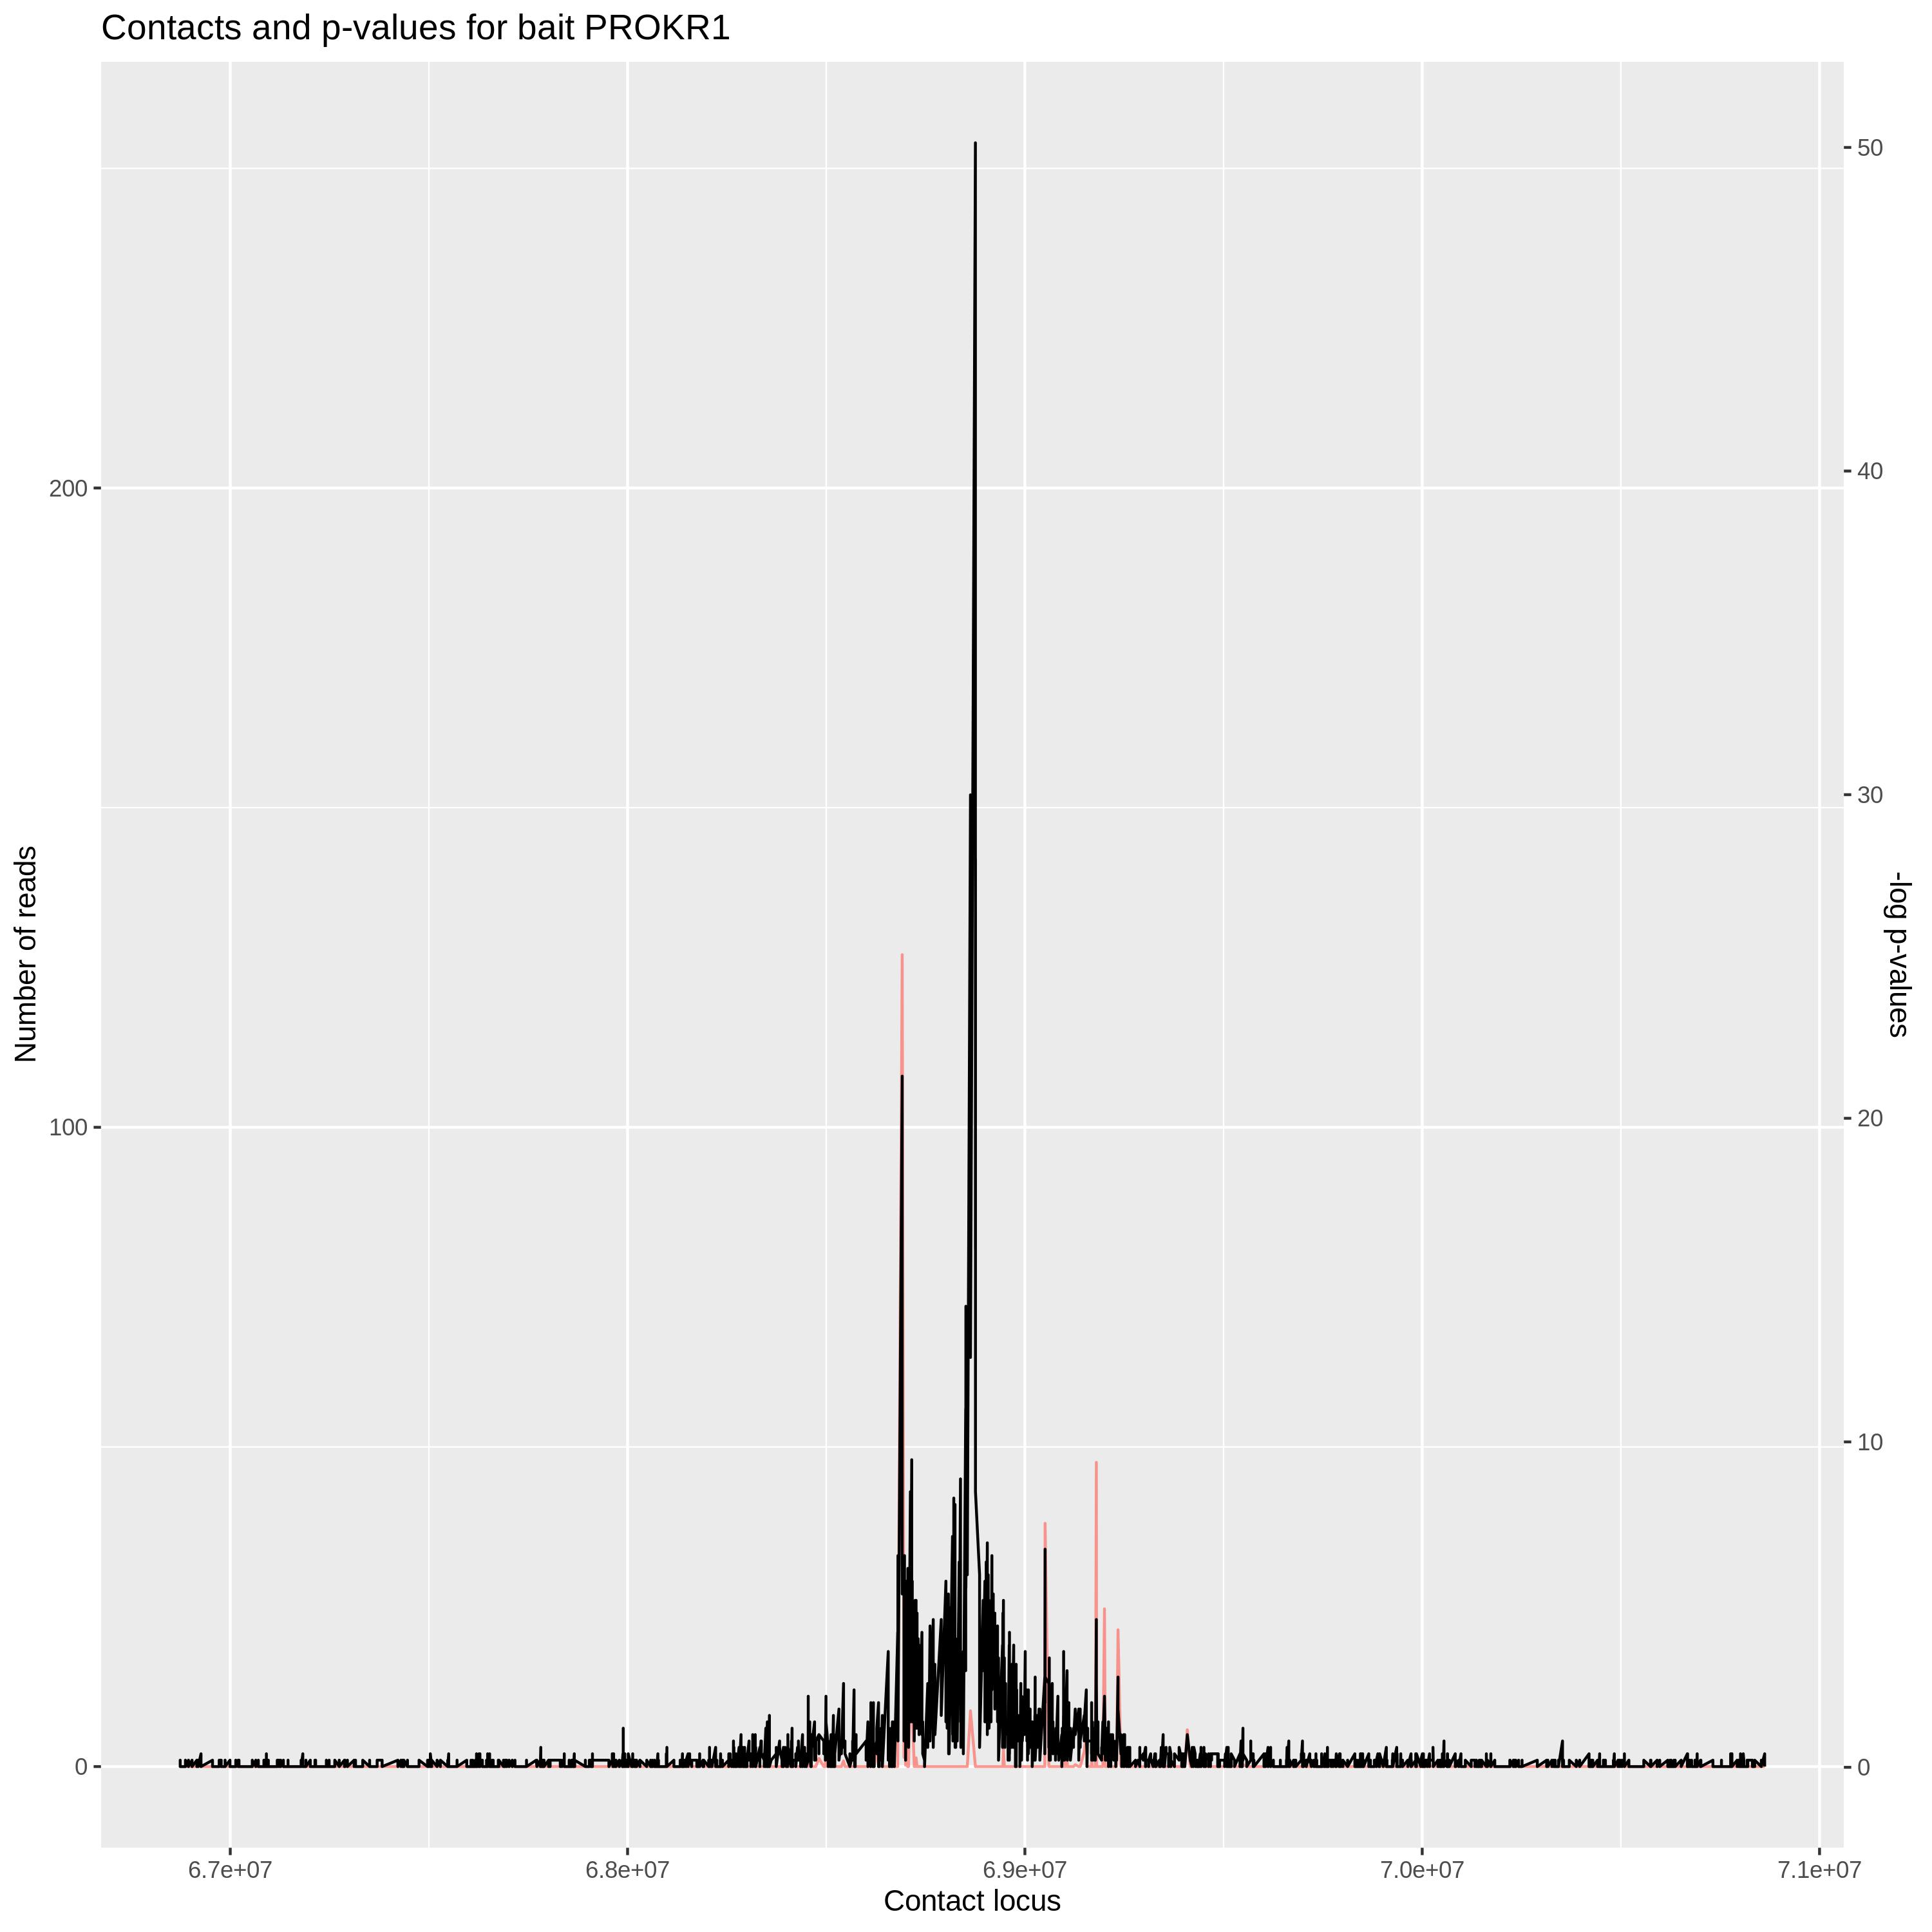 Contacts and p-values for bait PROKR1
Number of reads
200
100
0
50
40
30
20
10
0
-log p-values
6.7e+07
6.8e+07
6.9e+07
7.0e+07
7.1e+07
Contact locus